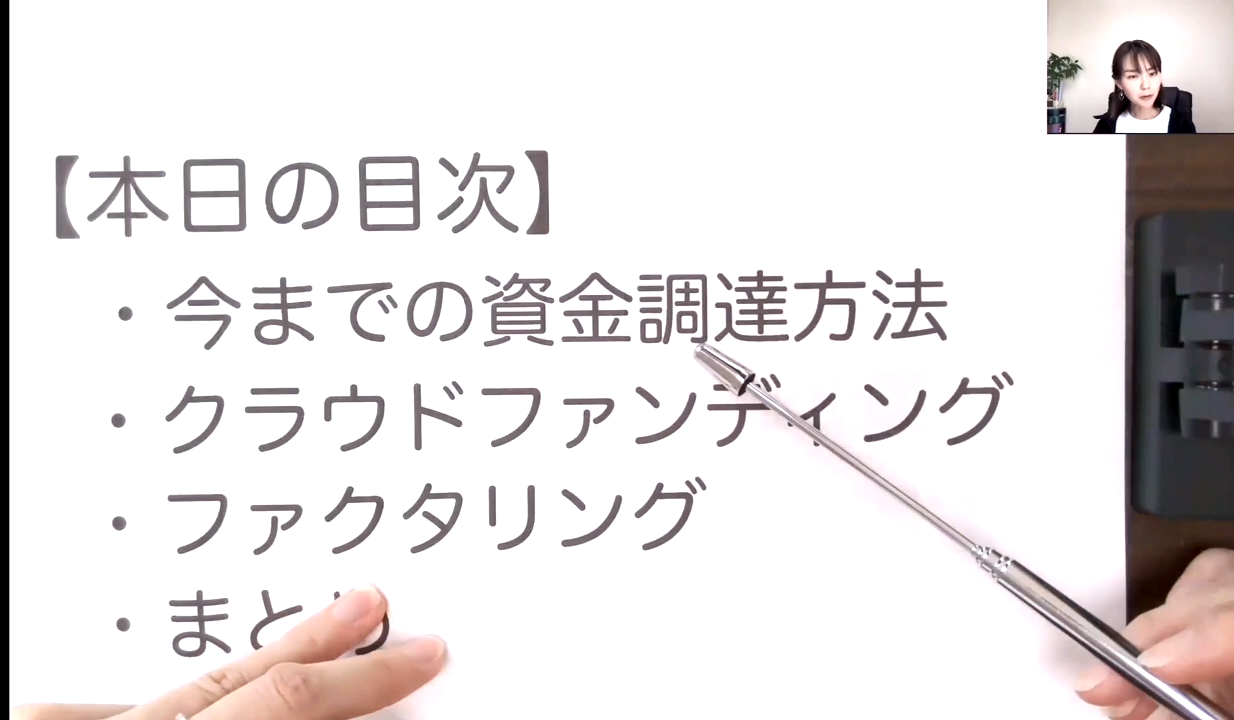 【本日の目次】
・今までの資金調達方法
・クラウドファンディング
・ファクタリング
・まとめ